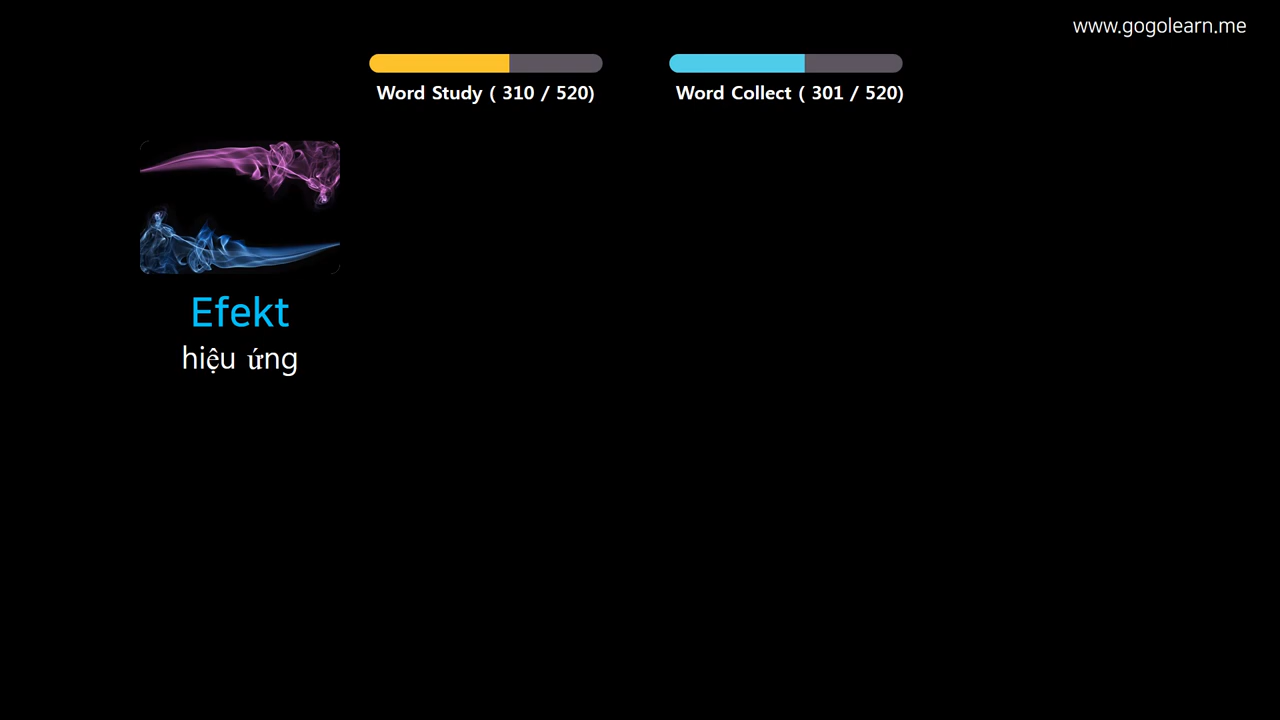 www.gogolearn.me
Word Study ( 310 / 520)
Word Collect ( 301 / 520)
Efekt
hiệu ứng